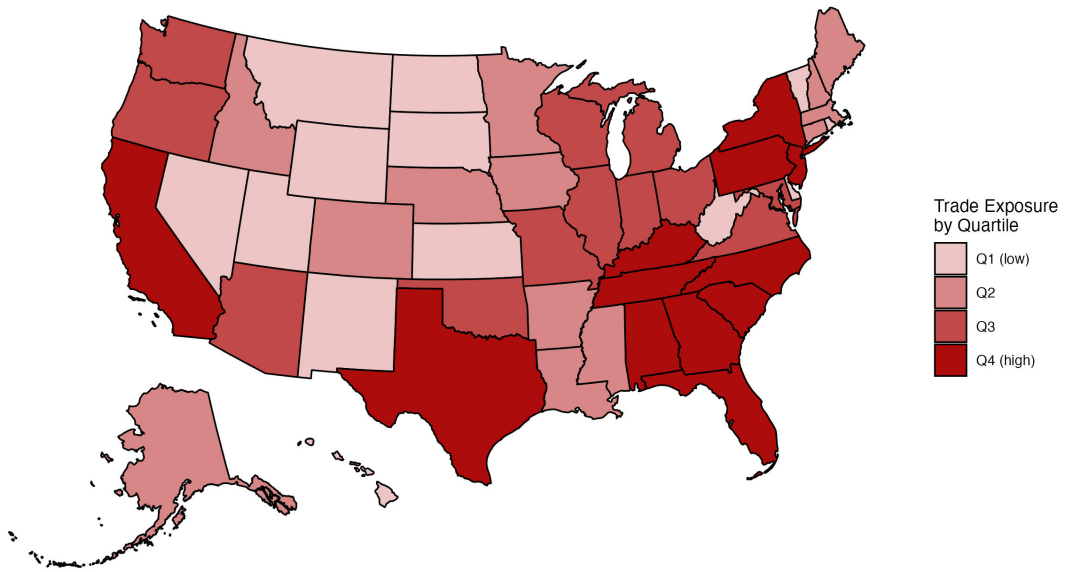 Trade Exposure
by Quartile
Q1 (low)
Q2
Q3
Q4 (high)